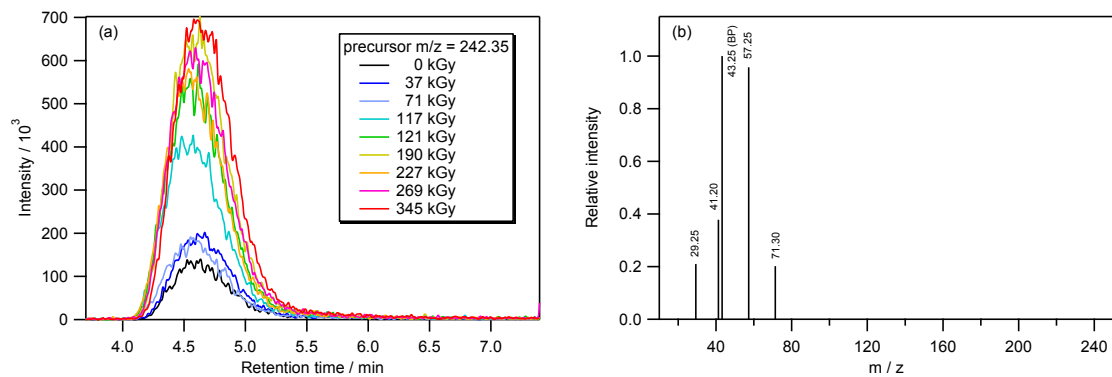 (a)
700
600
500
400
300
200
100
0
Intensity / 10³
4.0 4.5 5.0 5.5 6.0 6.5 7.0
Retention time / min
precursor m/z = 242.35
0 kGy
37 kGy
71 kGy
117 kGy
121 kGy
190 kGy
227 kGy
269 kGy
345 kGy
(b)
1.0
0.8
0.6
0.4
0.2
0.0
Relative intensity
29.25
41.20
43.25 (BP)
57.25
71.30
40 80 120 160 200 240
m / z